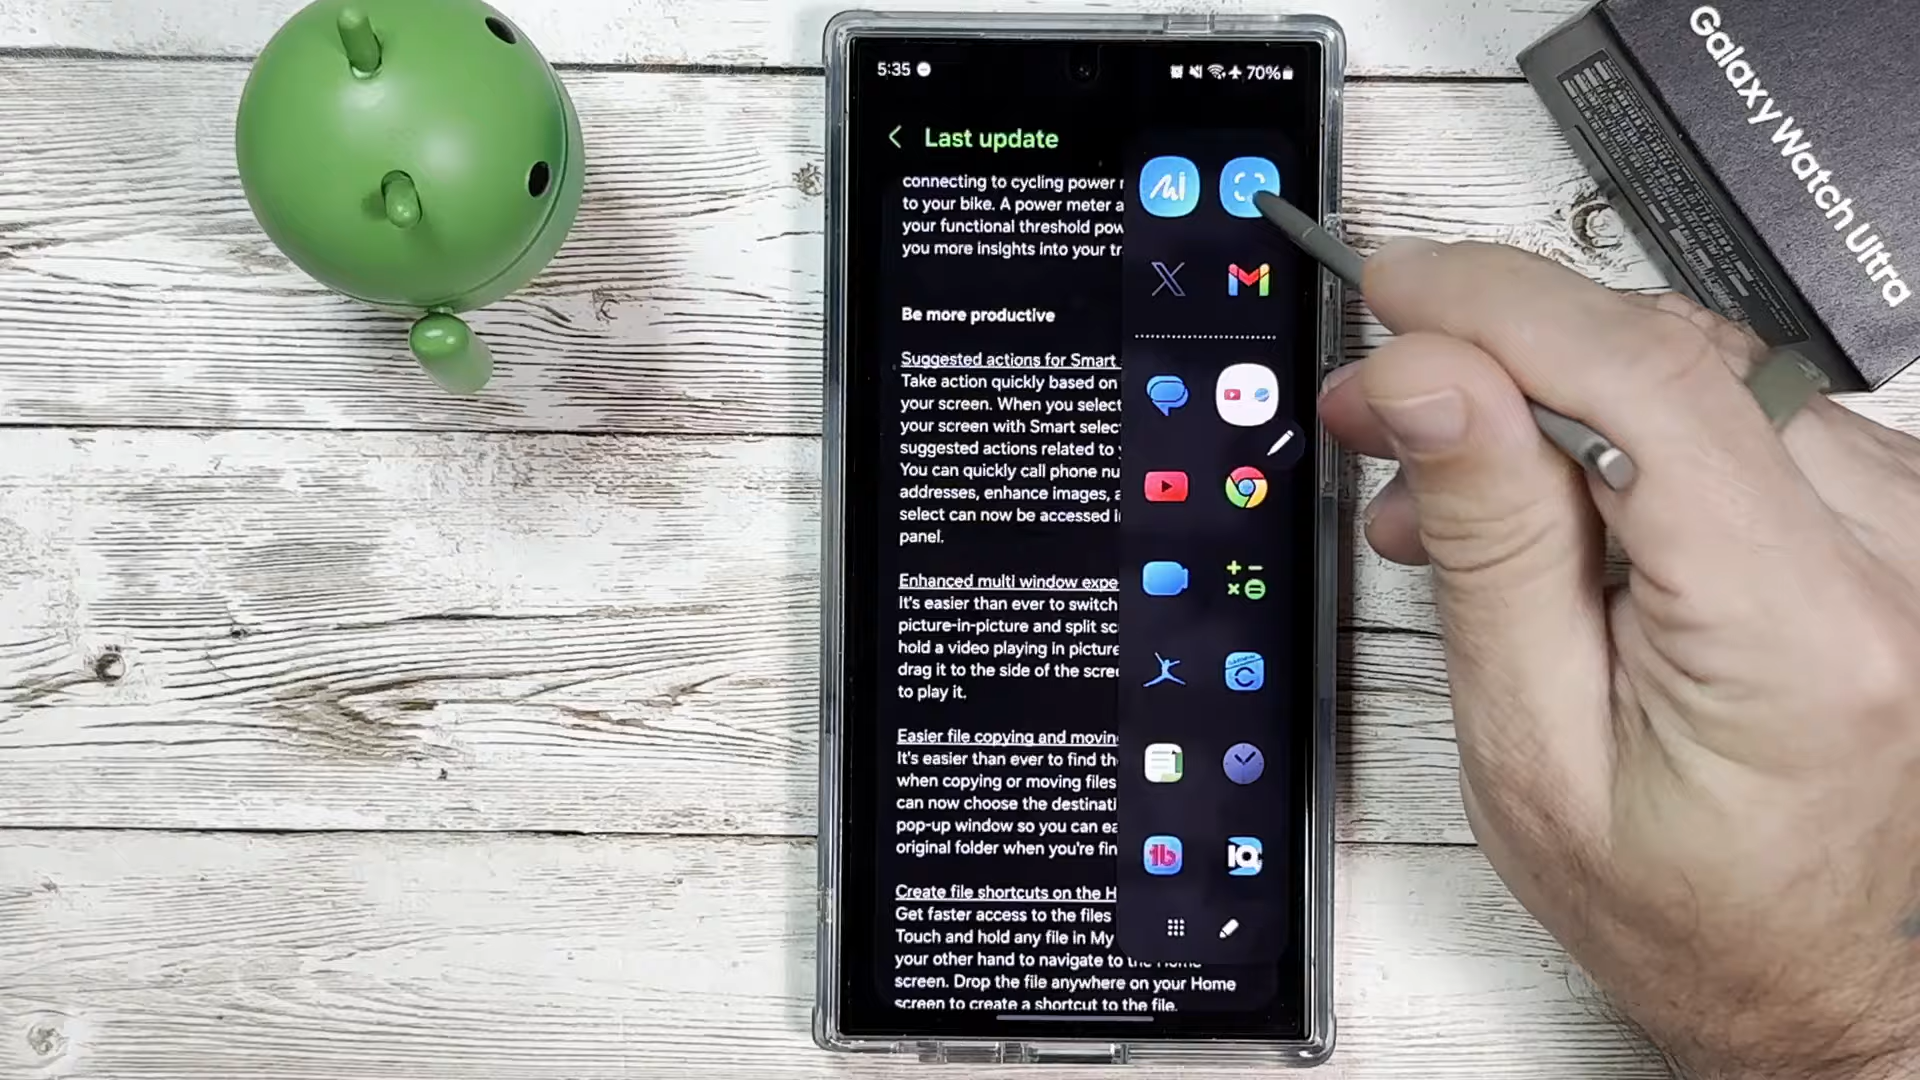 5:35
70%
Last update
connecting to cycling power
to your bike. A power meter a
your functional threshold pow
you more insights into your tr
Be more productive
Suggested actions for Smart
Take action quickly based on
your screen. When you select
your screen with Smart selec
suggested actions related to
You can quickly call phone nu
addresses, enhance images, a
select can now be accessed i
panel.
Enhanced multi window expe
It's easier than ever to switch
picture-in-picture and split sc
hold a video playing in picture
drag it to the side of the scree
to play it.
Easier file copying and movin
It's easier than ever to find th
when copying or moving files
can now choose the destinati
pop-up window so you can ea
original folder when you're fin
Create file shortcuts on the H
Get faster access to the files
Touch and hold any file in My
your other hand to navigate to the Home
screen. Drop the file anywhere on your Home
screen to create a shortcut to the file.
Galaxy Watch Ultra